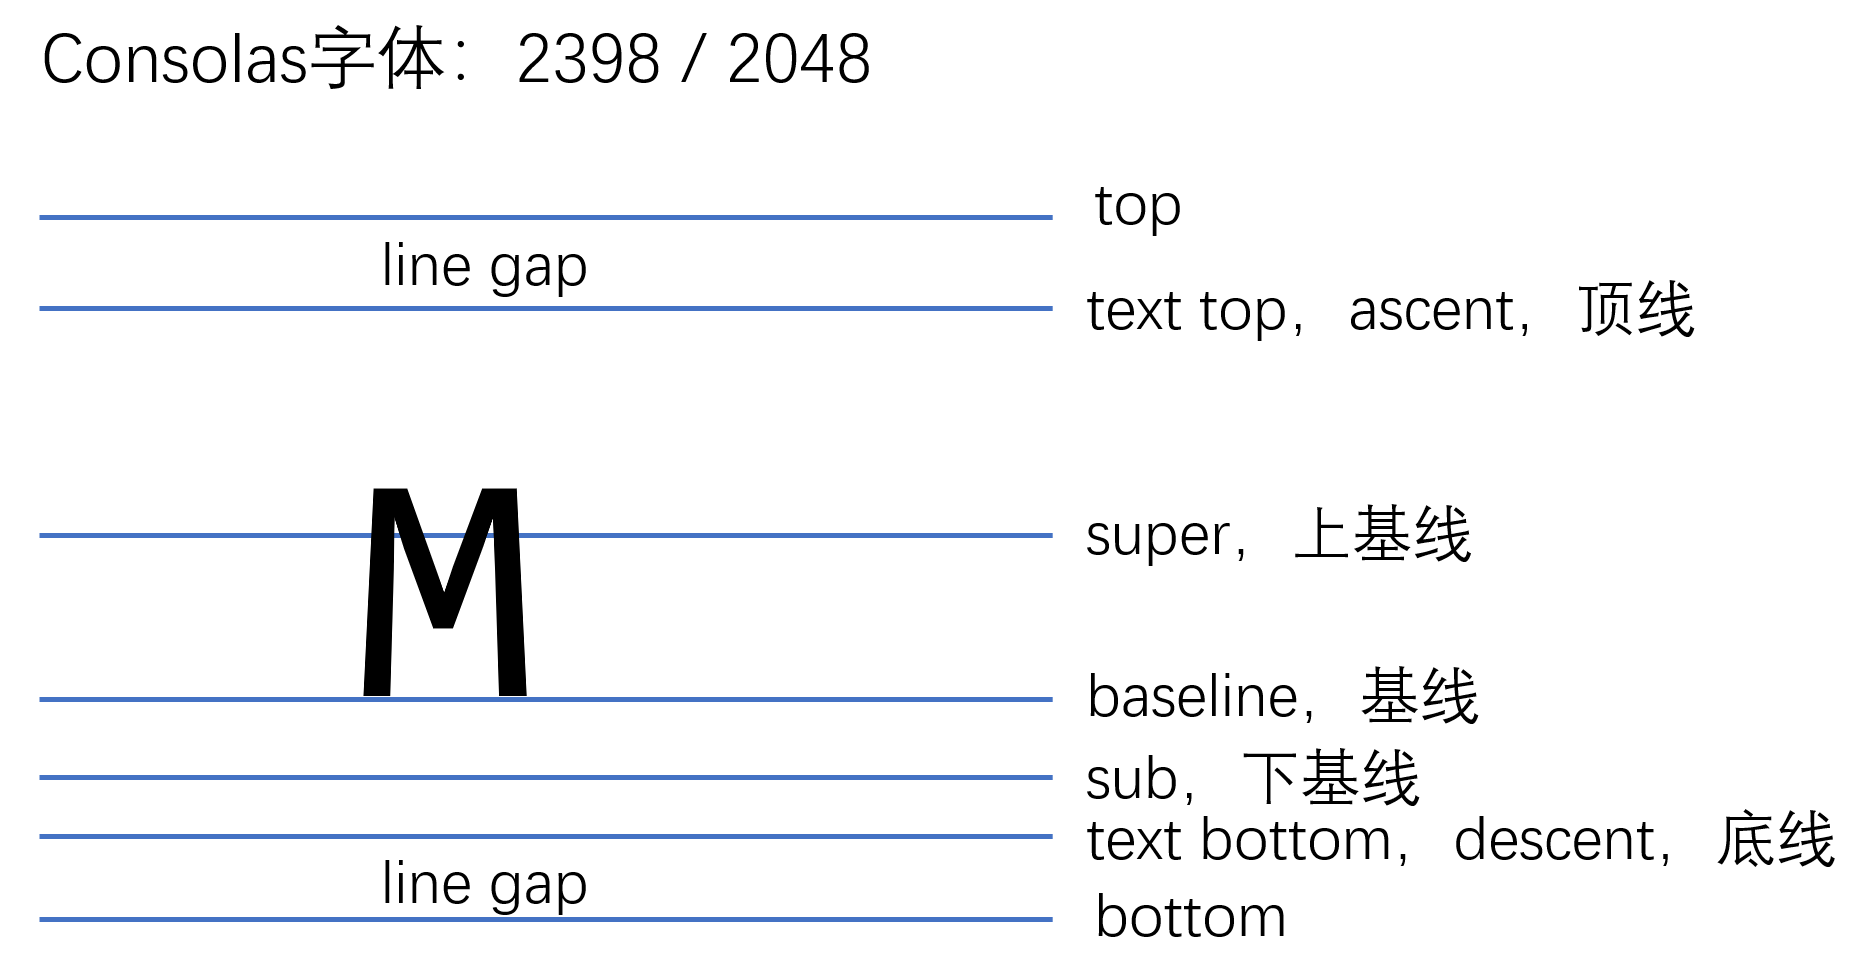 Consolas字体：2398 / 2048
top
line gap
text top，ascent，顶线
M
super，上基线
baseline，基线
sub，下基线
text bottom，descent，底线
line gap
bottom